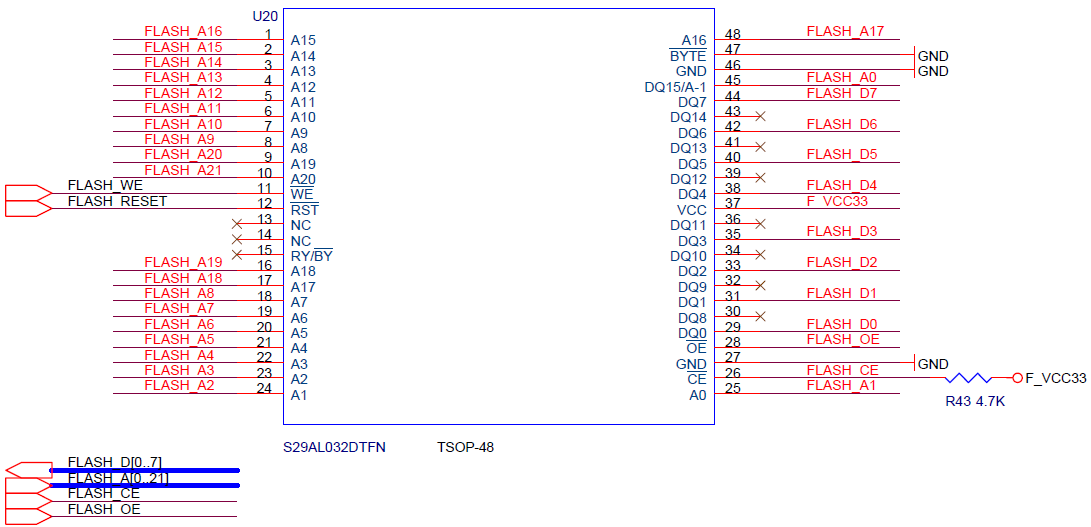 U20
FLASH_A16 1 A15 A16 48 FLASH_A17
FLASH_A15 2 A14 BYTE 47 GND
FLASH_A14 3 A13 GND 46 GND
FLASH_A13 4 A12 DQ15/A-1 45 FLASH_A0
FLASH_A12 5 A11 DQ7 44 FLASH_D7
FLASH_A11 6 A10 DQ14 43
FLASH_A10 7 A9 DQ6 42 FLASH_D6
FLASH_A9 8 A8 DQ13 41
FLASH_A20 9 A19 DQ5 40 FLASH_D5
FLASH_A21 10 A20 DQ12 39
FLASH_WE 11 WE DQ4 38 FLASH_D4
FLASH_RESET 12 RST VCC 37 F_VCC33
13 NC DQ11 36
14 NC DQ3 35 FLASH_D3
15 RY/BY DQ10 34
FLASH_A19 16 A18 DQ2 33 FLASH_D2
FLASH_A18 17 A17 DQ9 32
FLASH_A8 18 A7 DQ1 31 FLASH_D1
FLASH_A7 19 A6 DQ8 30
FLASH_A6 20 A5 DQ0 29 FLASH_D0
FLASH_A5 21 A4 OE 28 FLASH_OE
FLASH_A4 22 A3 GND 27 GND
FLASH_A3 23 A2 CE 26 FLASH_CE F_VCC33
FLASH_A2 24 A1 A0 25 FLASH_A1
R43 4.7K
S29AL032DTFN TSOP-48
FLASH_D[0..7]
FLASH_A[0..21]
FLASH_CE
FLASH_OE